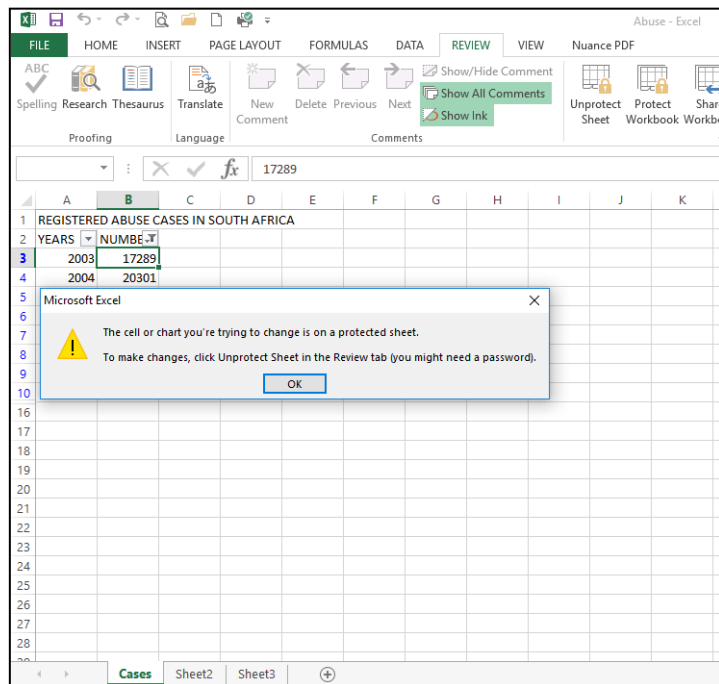 Abuse - Excel
FILE HOME INSERT PAGE LAYOUT FORMULAS DATA REVIEW VIEW Nuance PDF
ABC
Spelling Research Thesaurus Translate New Comment Delete Previous Next Show/Hide Comment
Show All Comments
Show Ink
Unprotect Sheet Protect Workbook Shar Workbo
Proofing Language Comments
fx 17289
A B C D E F G H I J K
1 REGISTERED ABUSE CASES IN SOUTH AFRICA
2 YEARS NUMBE
3 2003 17289
4 2004 20301
5
Microsoft Excel
6
The cell or chart you're trying to change is on a protected sheet.
7
To make changes, click Unprotect Sheet in the Review tab (you might need a password).
8
9
OK
10
16
17
18
19
20
21
22
23
24
25
26
27
28
Cases Sheet2 Sheet3